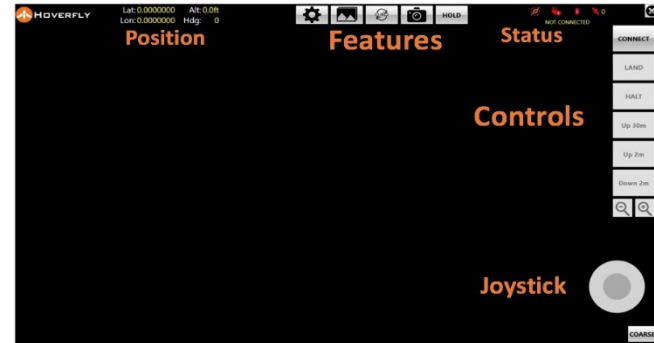 HOVERFLY
Lat: 0.0000000 Alt: 0.0ft
Lon: 0.0000000 Hdg: 0
HOLD
0
NOT CONNECTED
Position
Features
Status
CONNECT
LAND
HALT
Controls
Up 30m
Up 2m
Down 2m
Joystick
COARSE